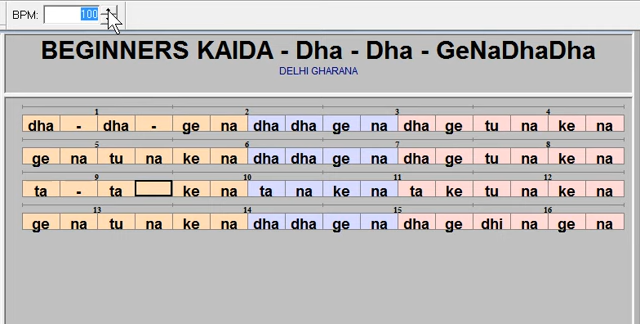 BPM: 100
BEGINNERS KAIDA - Dha - Dha - GeNaDhaDha
DELHI GHARANA
1 2 3 4
dha - dha - ge na dha dha ge na dha ge tu na ke na
5 6 7 8
ge na tu na ke na dha dha ge na dha ge tu na ke na
9 10 11 12
ta - ta ke na ta na ke na ta ke tu na ke na
13 14 15 16
ge na tu na ke na dha dha ge na dha ge dhi na ge na